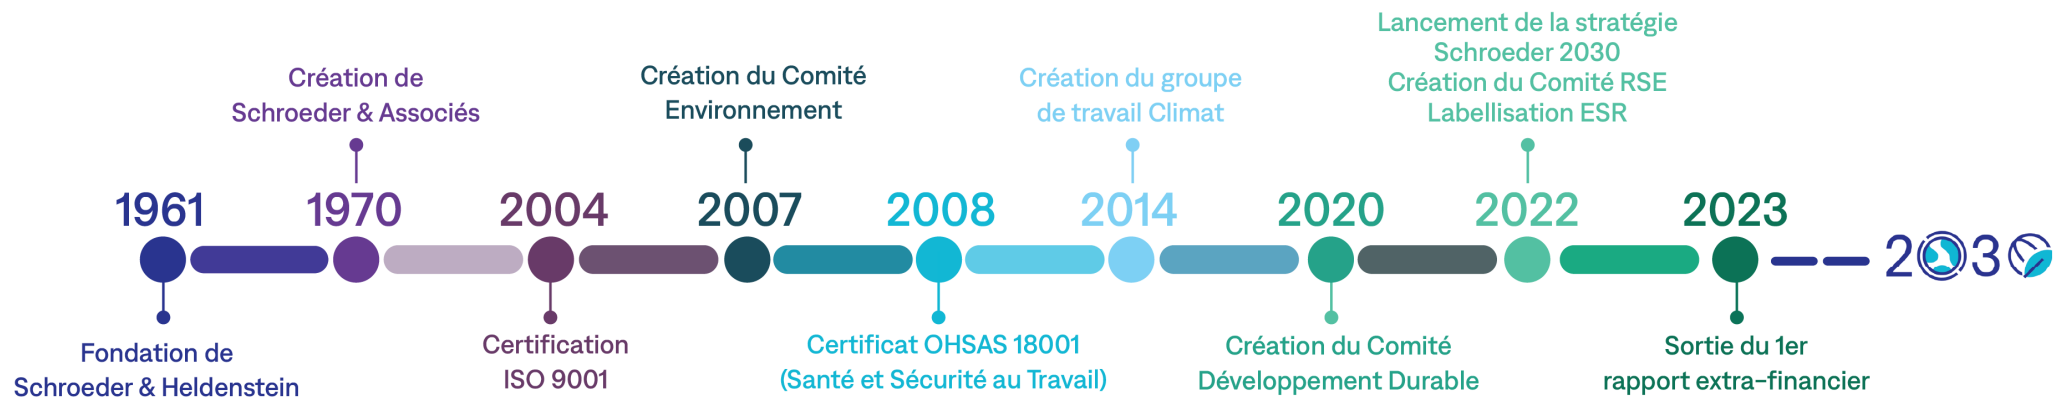 Lancement de la stratégie
Schroeder 2030
Création du Comité RSE
Labellisation ESR
Création de
Schroeder & Associés
Création du Comité
Environnement
Création du groupe
de travail Climat
1961
1970
2004
2007
2008
2014
2020
2022
2023
2030
Fondation de
Schroeder & Heldenstein
Certification
ISO 9001
Certificat OHSAS 18001
(Santé et Sécurité au Travail)
Création du Comité
Développement Durable
Sortie du 1er
rapport extra-financier